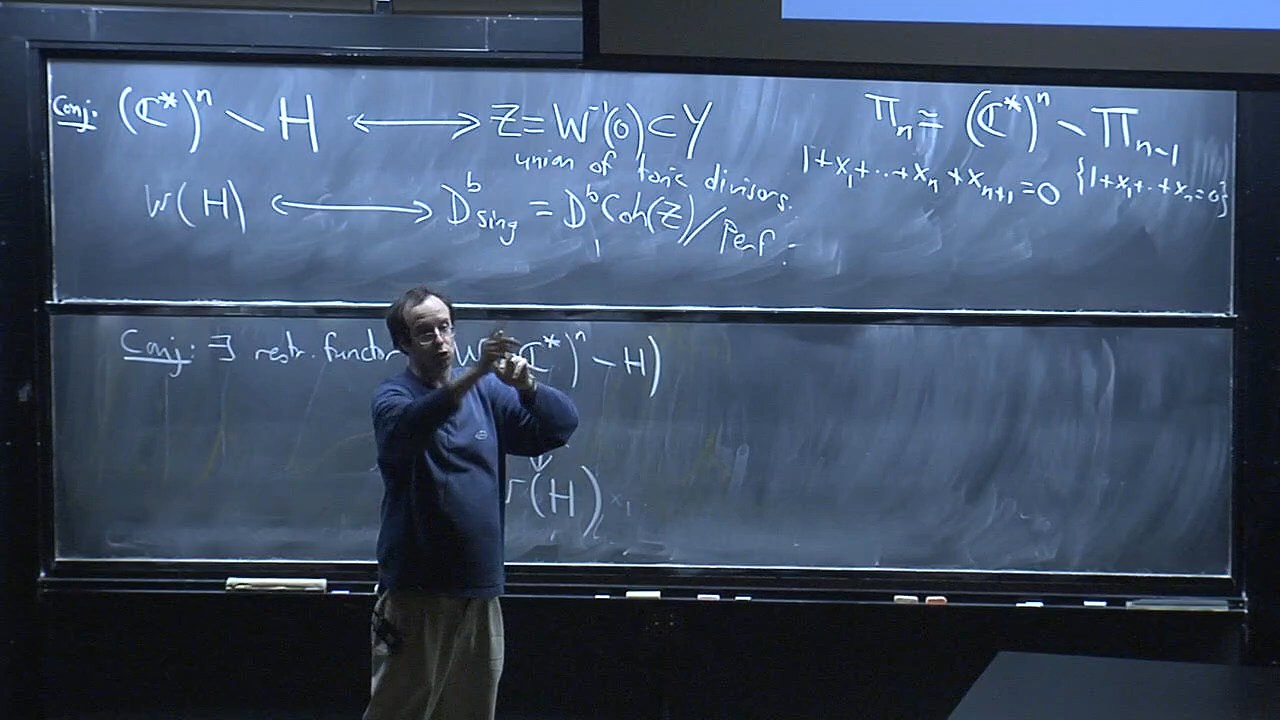 Conj: (ℂ*)ⁿ ∖ H ⟷ Z = W⁻¹(0) ⊂ Y
union of toric divisors.
W(H) ⟷ Dᵇsing = DᵇCoh(Z)/Perf.
Πₙ ≅ (ℂ*)ⁿ ∖ Πₙ₋₁
1+x₁+⋯+xₙ+xₙ₊₁=0 {1+x₁+⋯+xₙ=0}
Conj: ∃ restr. functor W ℂ*)ⁿ ∖ H)
↓
(H)